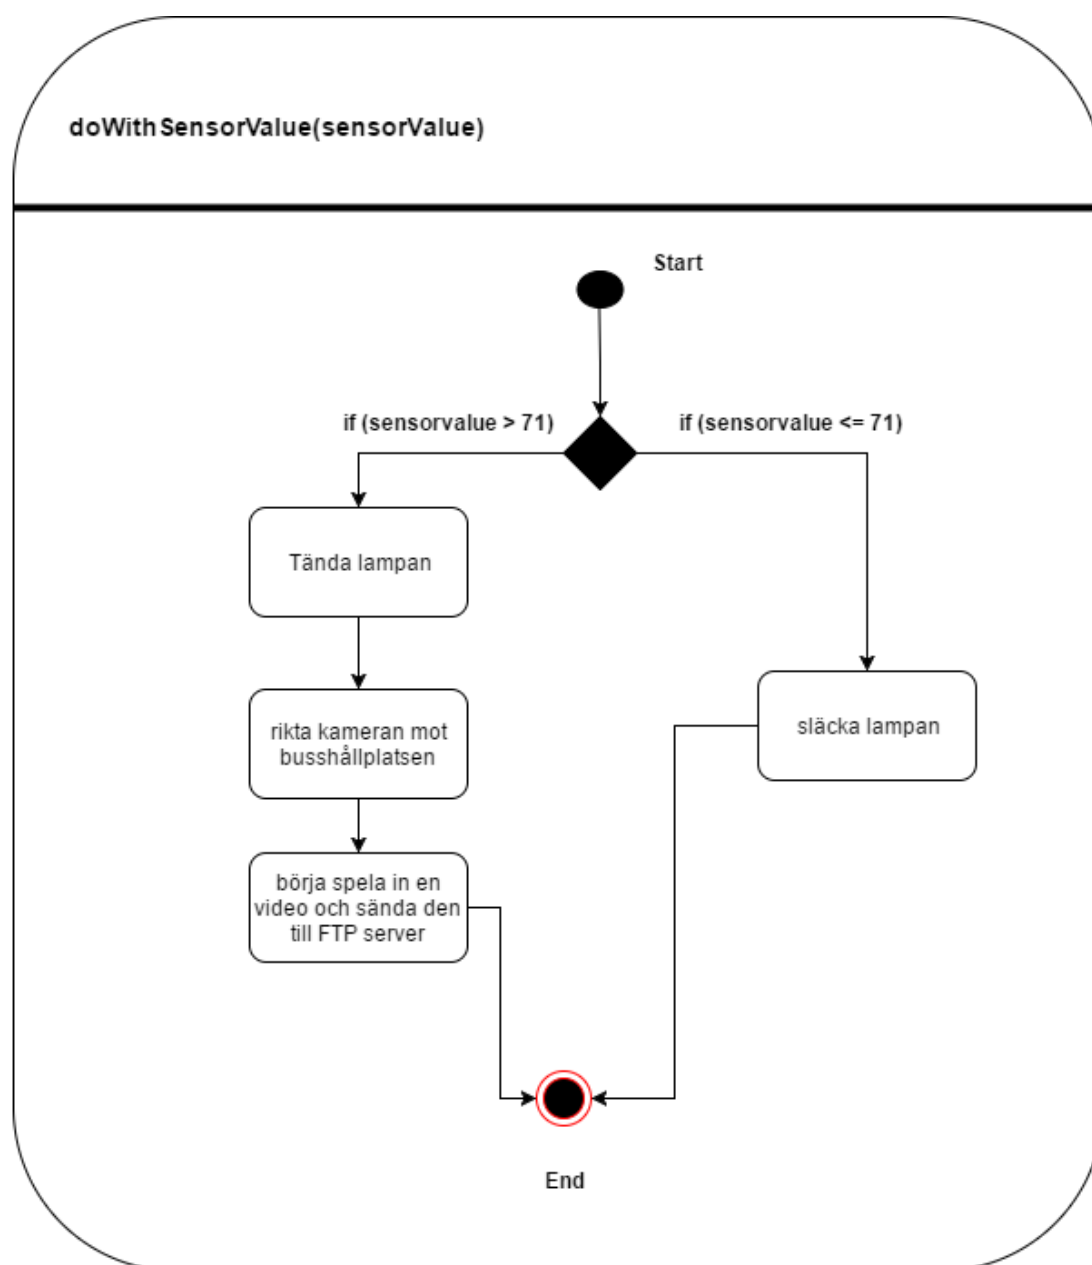 doWithSensorValue(sensorValue)
Start
if (sensorvalue > 71)
if (sensorvalue <= 71)
Tända lampan
rikta kameran mot
busshållplatsen
släcka lampan
börja spela in en
video och sända den
till FTP server
End